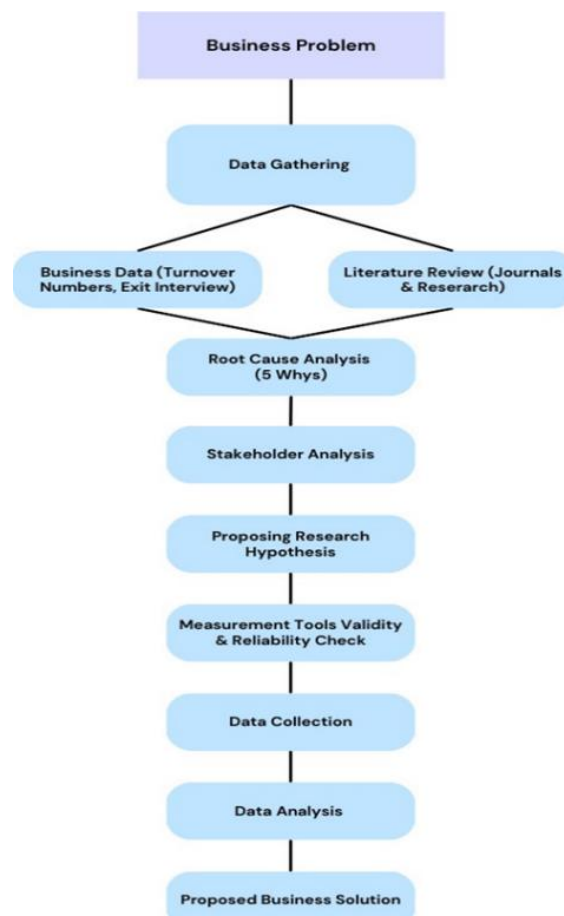 Business Problem
Data Gathering
Business Data (Turnover
Numbers, Exit Interview)
Literature Review (Journals
& Reserarch)
Root Cause Analysis
(5 Whys)
Stakeholder Analysis
Proposing Research
Hypothesis
Measurement Tools Validity
& Reliability Check
Data Collection
Data Analysis
Proposed Business Solution